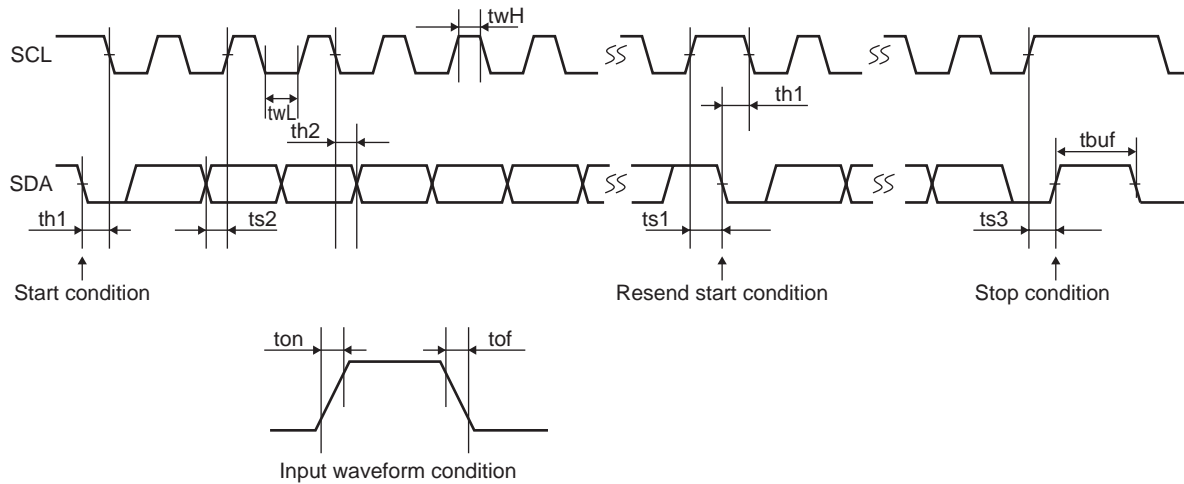 twH
SCL
twL
th1
th2
tbuf
SDA
th1
ts2
ts1
ts3
Start condition
Resend start condition
Stop condition
ton
tof
Input waveform condition